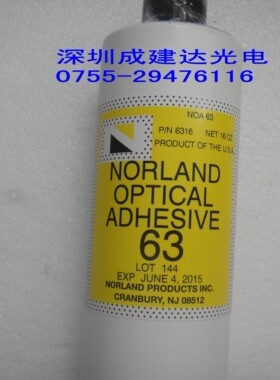 深圳成建达光电
0755-29476116
NOA 63
P/N 6316 NET 16 OZ
PRODUCT OF THE U.S.A.
N
NORLAND
OPTICAL
ADHESIVE
63
LOT 144
EXP JUNE 4, 2015
NORLAND PRODUCTS INC.
CRANBURY, NJ 08512